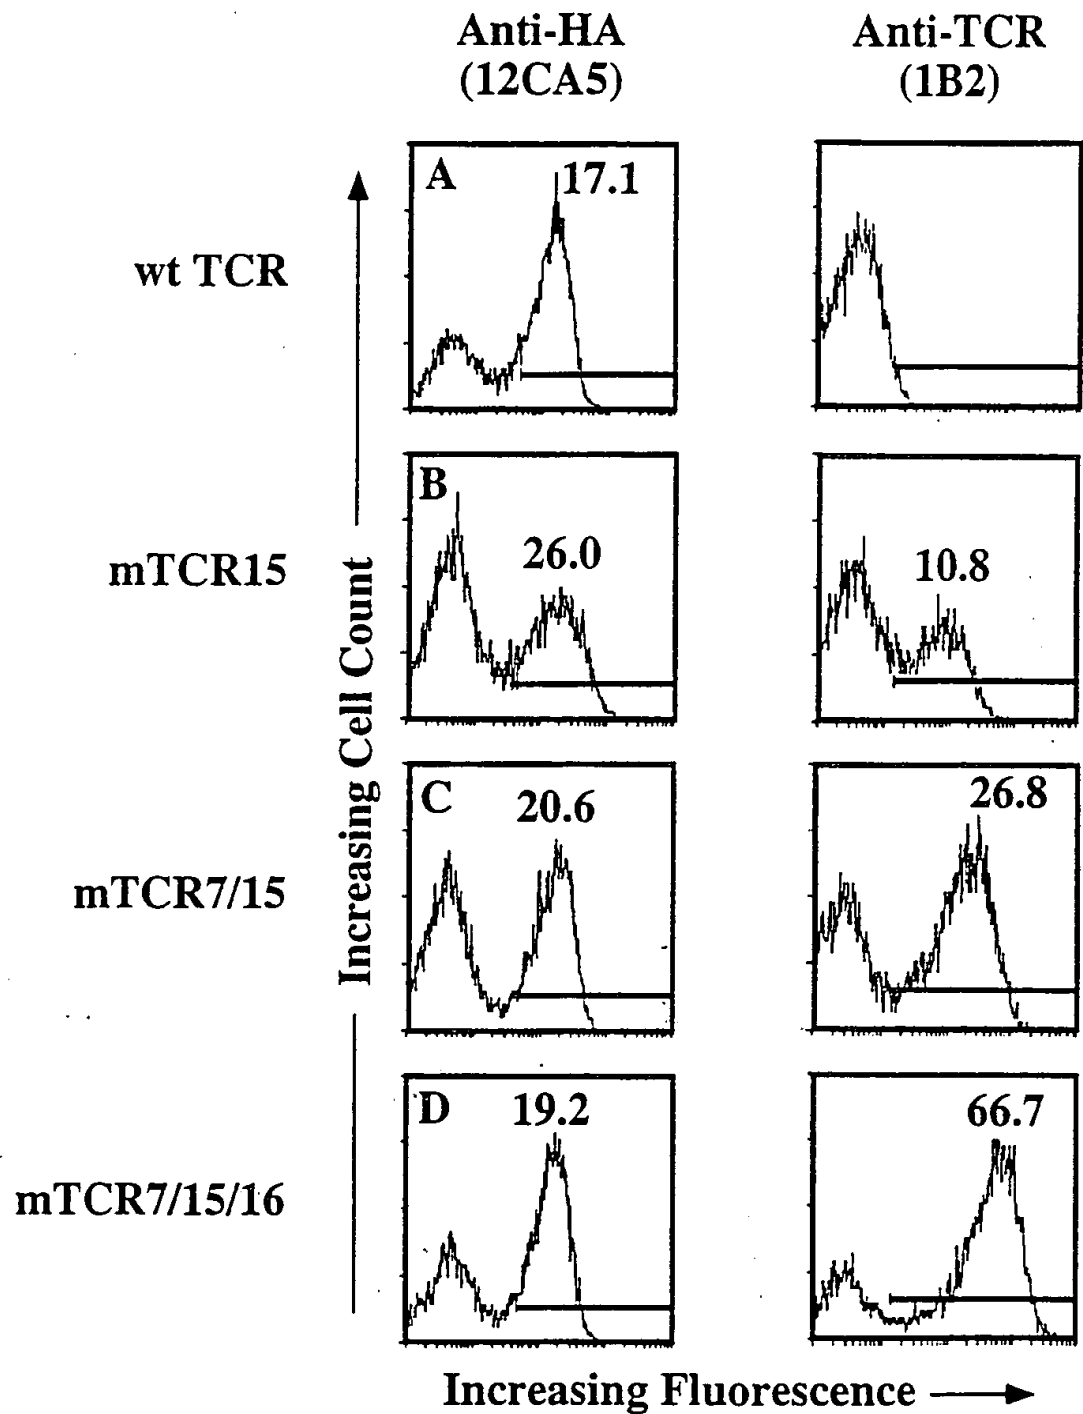 Anti-HA
(12CA5)
Anti-TCR
(1B2)
wt TCR
A
17.1
mTCR15
B
26.0
10.8
mTCR7/15
C
20.6
26.8
mTCR7/15/16
D
19.2
66.7
Increasing Cell Count
Increasing Fluorescence